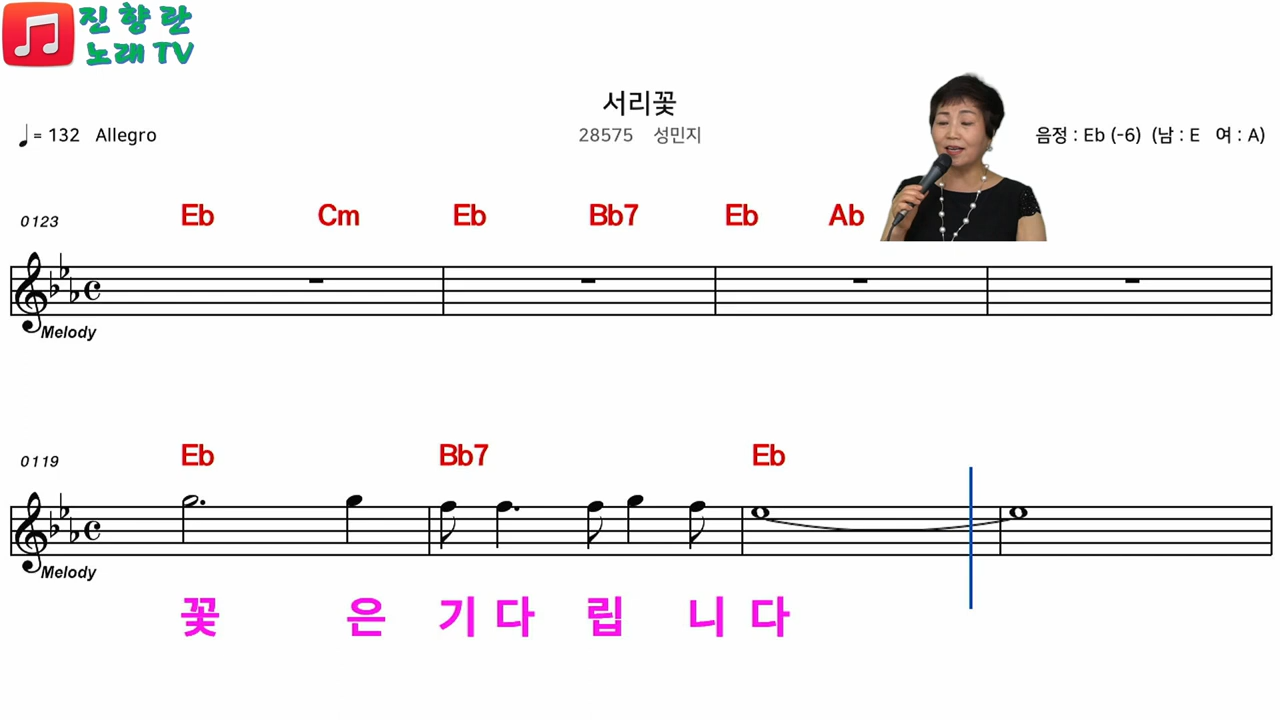 진향란
노래 TV
서리꽃
♩= 132 Allegro
28575 성민지
음정 : Eb (-6) (남 : E 여 : A)
0123
Eb Cm Eb Bb7 Eb Ab
Melody
0119
Eb Bb7 Eb
Melody
꽃 은 기 다 립 니 다